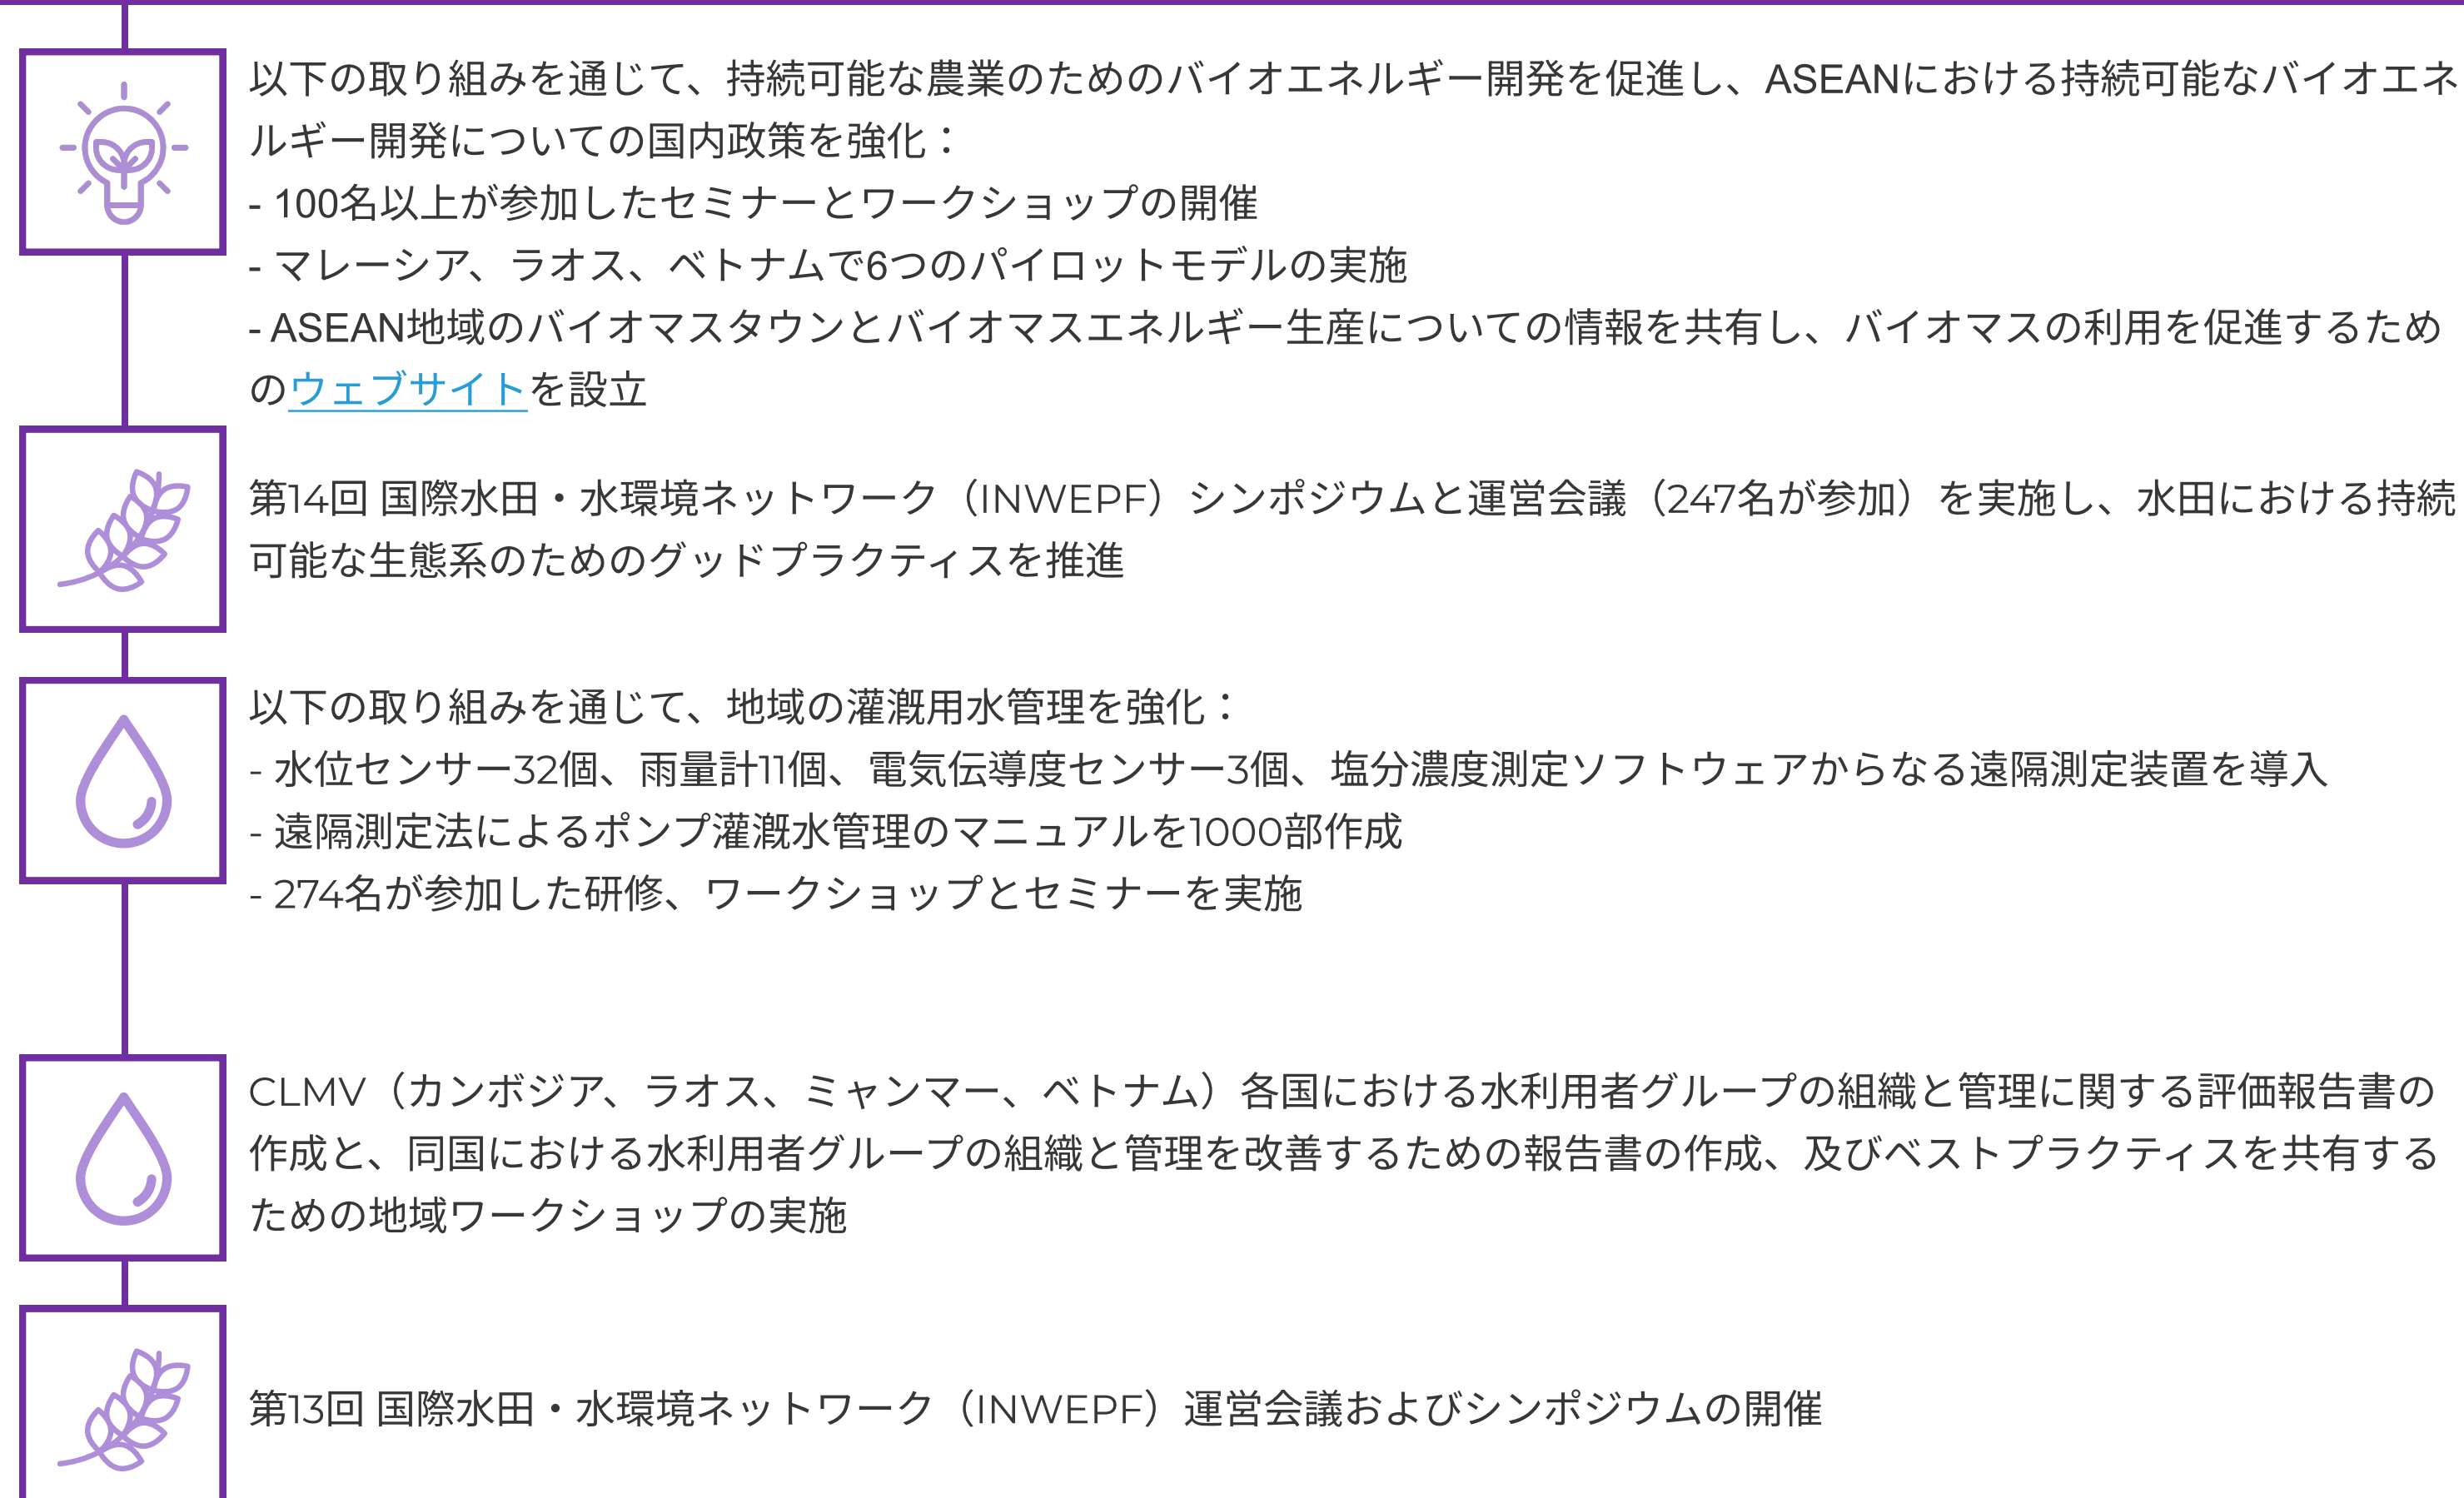 以下の取り組みを通じて、持続可能な農業のためのバイオエネルギー開発を促進し、ASEANにおける持続可能なバイオエネ
ルギー開発についての国内政策を強化：
- 100名以上が参加したセミナーとワークショップの開催
- マレーシア、ラオス、ベトナムで6つのパイロットモデルの実施
- ASEAN地域のバイオマスタウンとバイオマスエネルギー生産についての情報を共有し、バイオマスの利用を促進するため
のウェブサイトを設立
第14回 国際水田・水環境ネットワーク（INWEPF）シンポジウムと運営会議（247名が参加）を実施し、水田における持続
可能な生態系のためのグッドプラクティスを推進
以下の取り組みを通じて、地域の灌漑用水管理を強化：
- 水位センサー32個、雨量計11個、電気伝導度センサー3個、塩分濃度測定ソフトウェアからなる遠隔測定装置を導入
- 遠隔測定法によるポンプ灌漑水管理のマニュアルを1000部作成
- 274名が参加した研修、ワークショップとセミナーを実施
CLMV（カンボジア、ラオス、ミャンマー、ベトナム）各国における水利用者グループの組織と管理に関する評価報告書の
作成と、同国における水利用者グループの組織と管理を改善するための報告書の作成、及びベストプラクティスを共有する
ための地域ワークショップの実施
第13回 国際水田・水環境ネットワーク（INWEPF）運営会議およびシンポジウムの開催